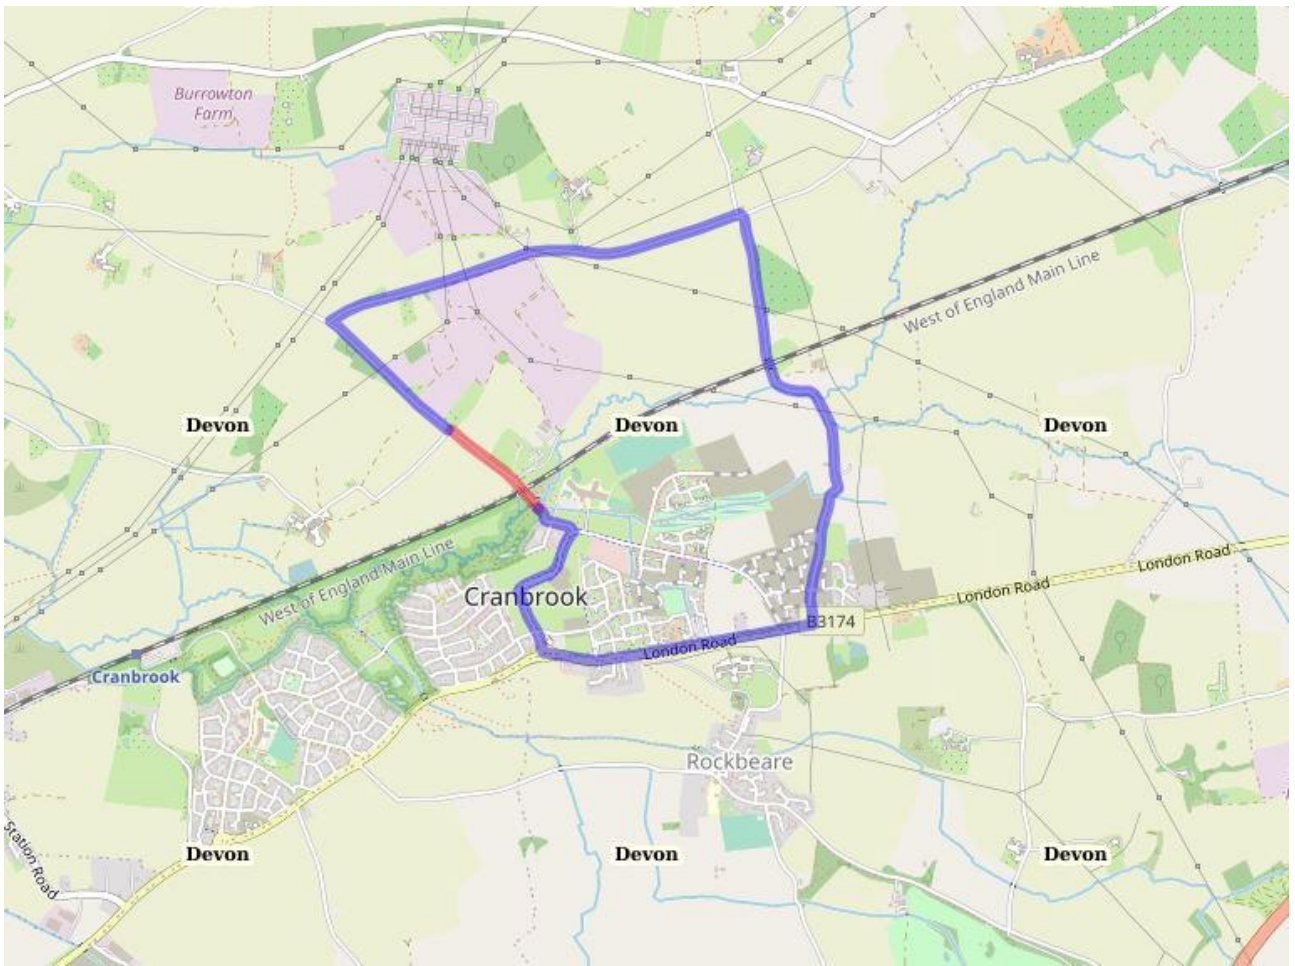 Burrowton
Farm
West of England Main Line
Devon
Devon
Devon
West of England Main Line
London Road
London Road
Cranbrook
B3174
London Road
Cranbrook
Rockbeare
Station Road
Devon
Devon
Devon